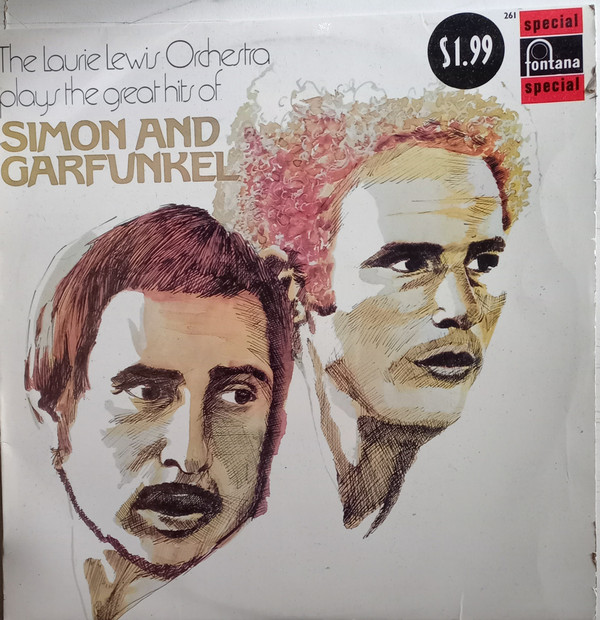 The Laurie Lewis Orchestra
plays the great hits of
SIMON AND
GARFUNKEL
$1.99
261
special
fontana
special